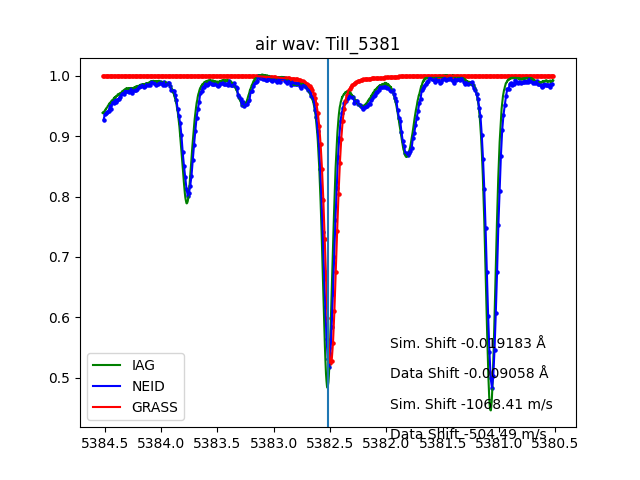 air wav: TiII_5381
1.0
0.9
0.8
0.7
0.6
0.5
IAG
NEID
GRASS
Sim. Shift -0.019183 Å
Data Shift -0.009058 Å
Sim. Shift -1068.41 m/s
Data Shift -504.49 m/s
5384.5 5384.0 5383.5 5383.0 5382.5 5382.0 5381.5 5381.0 5380.5